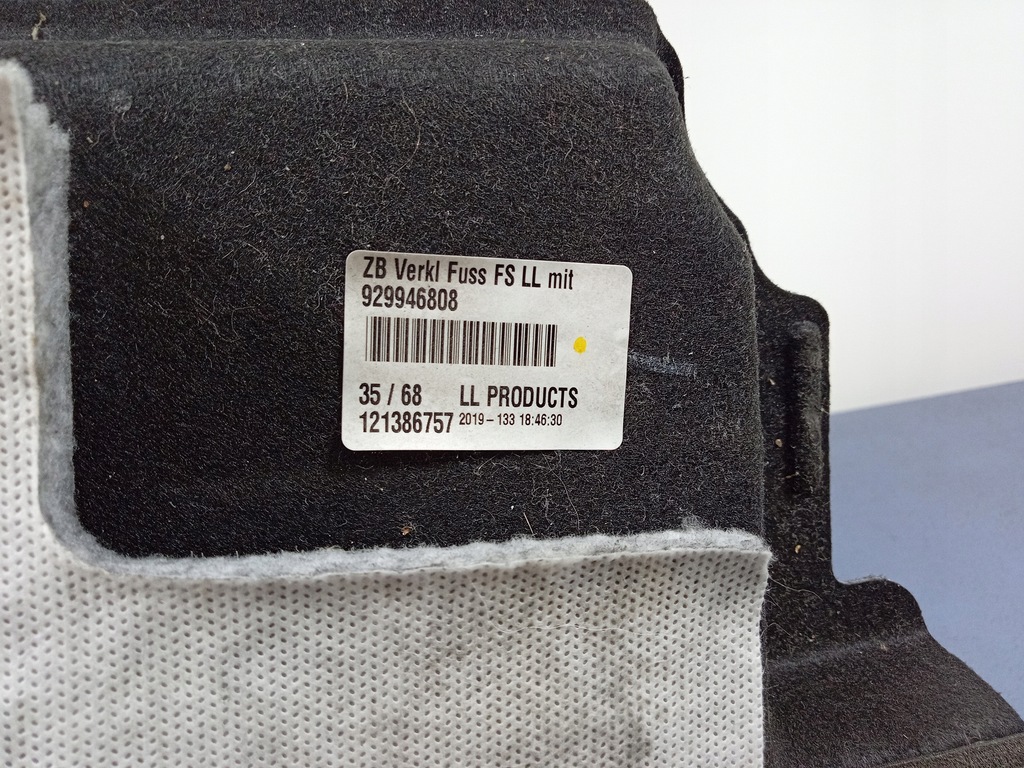 ZB Verkl Fuss FS LL mit
929946808
35 / 68 LL PRODUCTS
121386757 2019-133 18:46:30